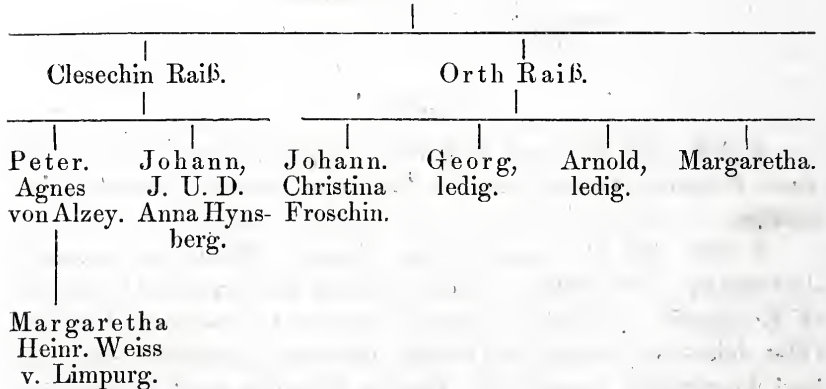 Clesechin Raiß. Orth Raiß.
Peter. Johann, Johann. Georg, Arnold, Margaretha.
Agnes J. U. D. Christina ledig. ledig.
von Alzey. Anna Hyns- Froschin.
berg.
Margaretha
Heinr. Weiss
v. Limpurg.